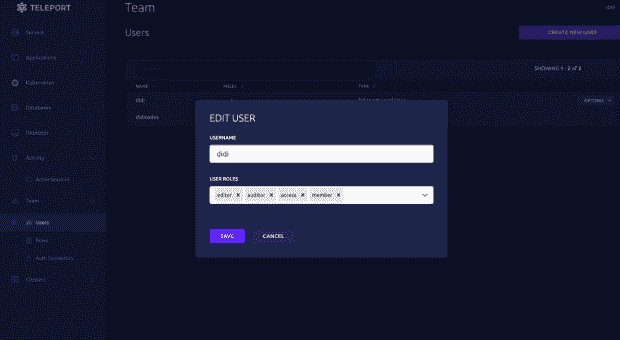 TELEPORT
Team
didi
Users
CREATE NEW USER
Servers
Applications
Kubernetes
Databases
Desktops
Activity
Active Sessions
Team
Users
Roles
Auth Connectors
Clusters
SHOWING 1 - 2 of 2
NAME
ROLES
TYPE
didi
OPTIONS
didinodes
EDIT USER
USERNAME
didi
USER ROLES
editor × auditor × access × member ×
SAVE CANCEL